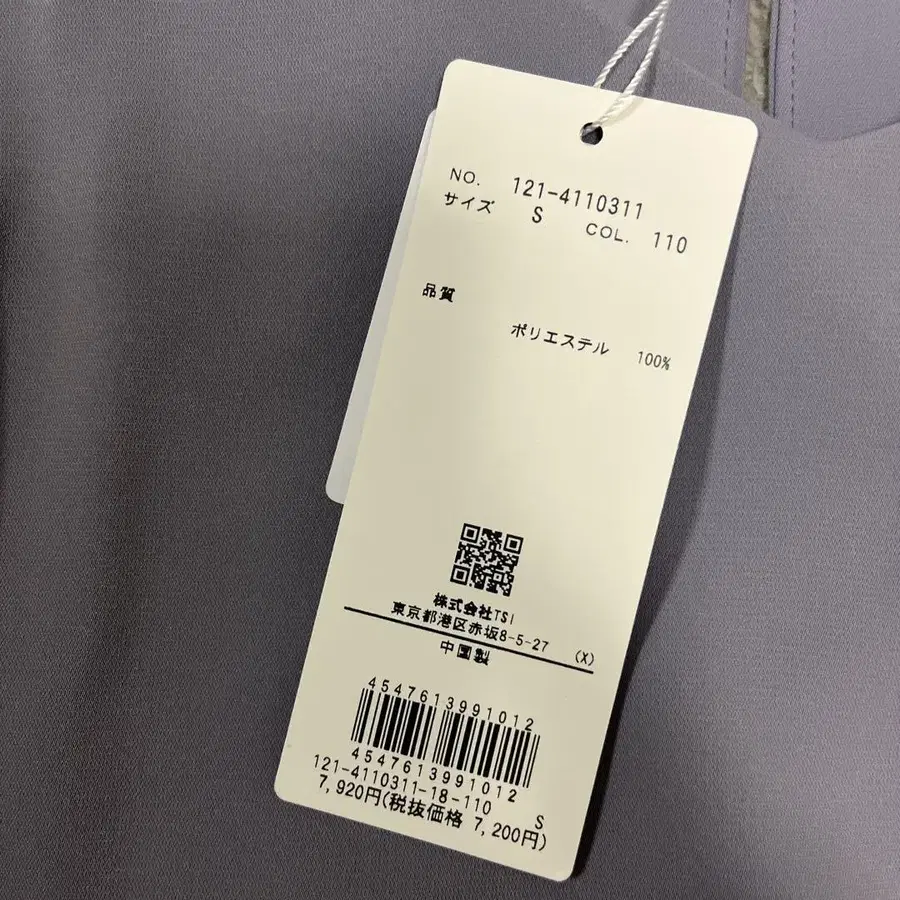 NO. 121-4110311
サイズ S COL. 110
品質
ポリエステル 100%
株式会社TSI
東京都港区赤坂8-5-27 (X)
中国製
4547613991012
4547613991012
121-4110311-18-110 S
7,920円(税抜価格 7,200円)